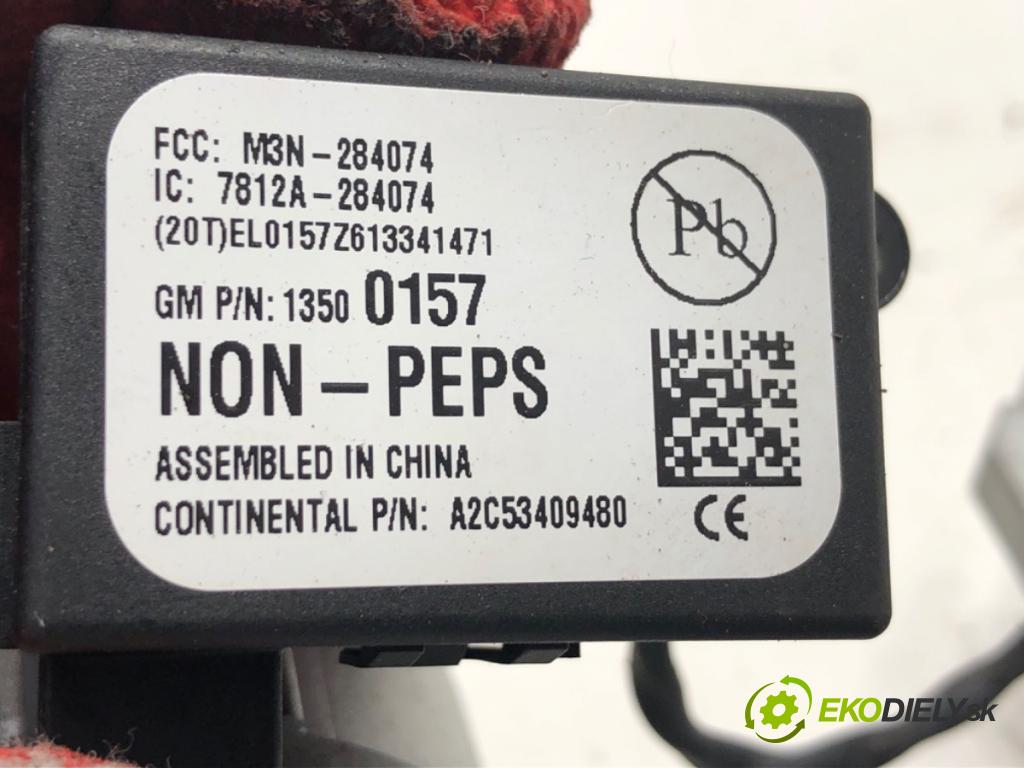 FCC: M3N-284074
IC: 7812A-284074
(20T)EL0157Z613341471
GM P/N: 1350 0157
NON-PEPS
ASSEMBLED IN CHINA
CONTINENTAL P/N: A2C53409480
Pb
CE
EKODIELY.sk